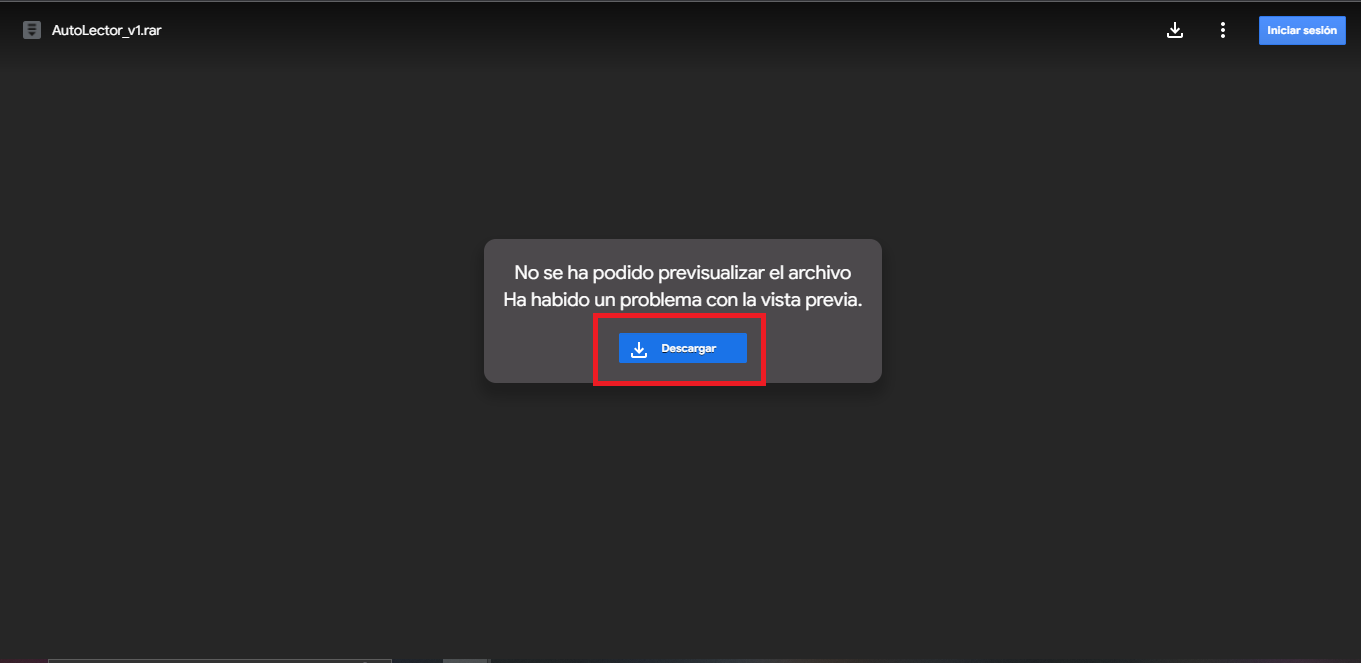 AutoLector_v1.rar
Iniciar sesión
No se ha podido previsualizar el archivo
Ha habido un problema con la vista previa.
Descargar